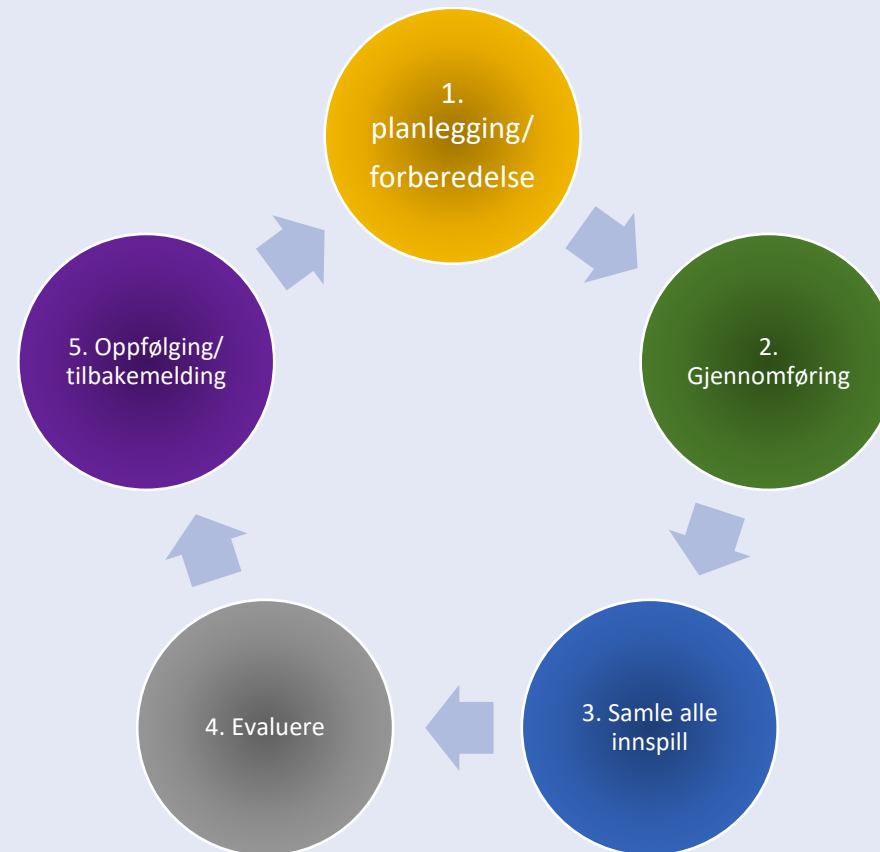 1.
planlegging/
forberedelse
2.
Gjennomføring
3. Samle alle
innspill
4. Evaluere
5. Oppfølging/
tilbakemelding